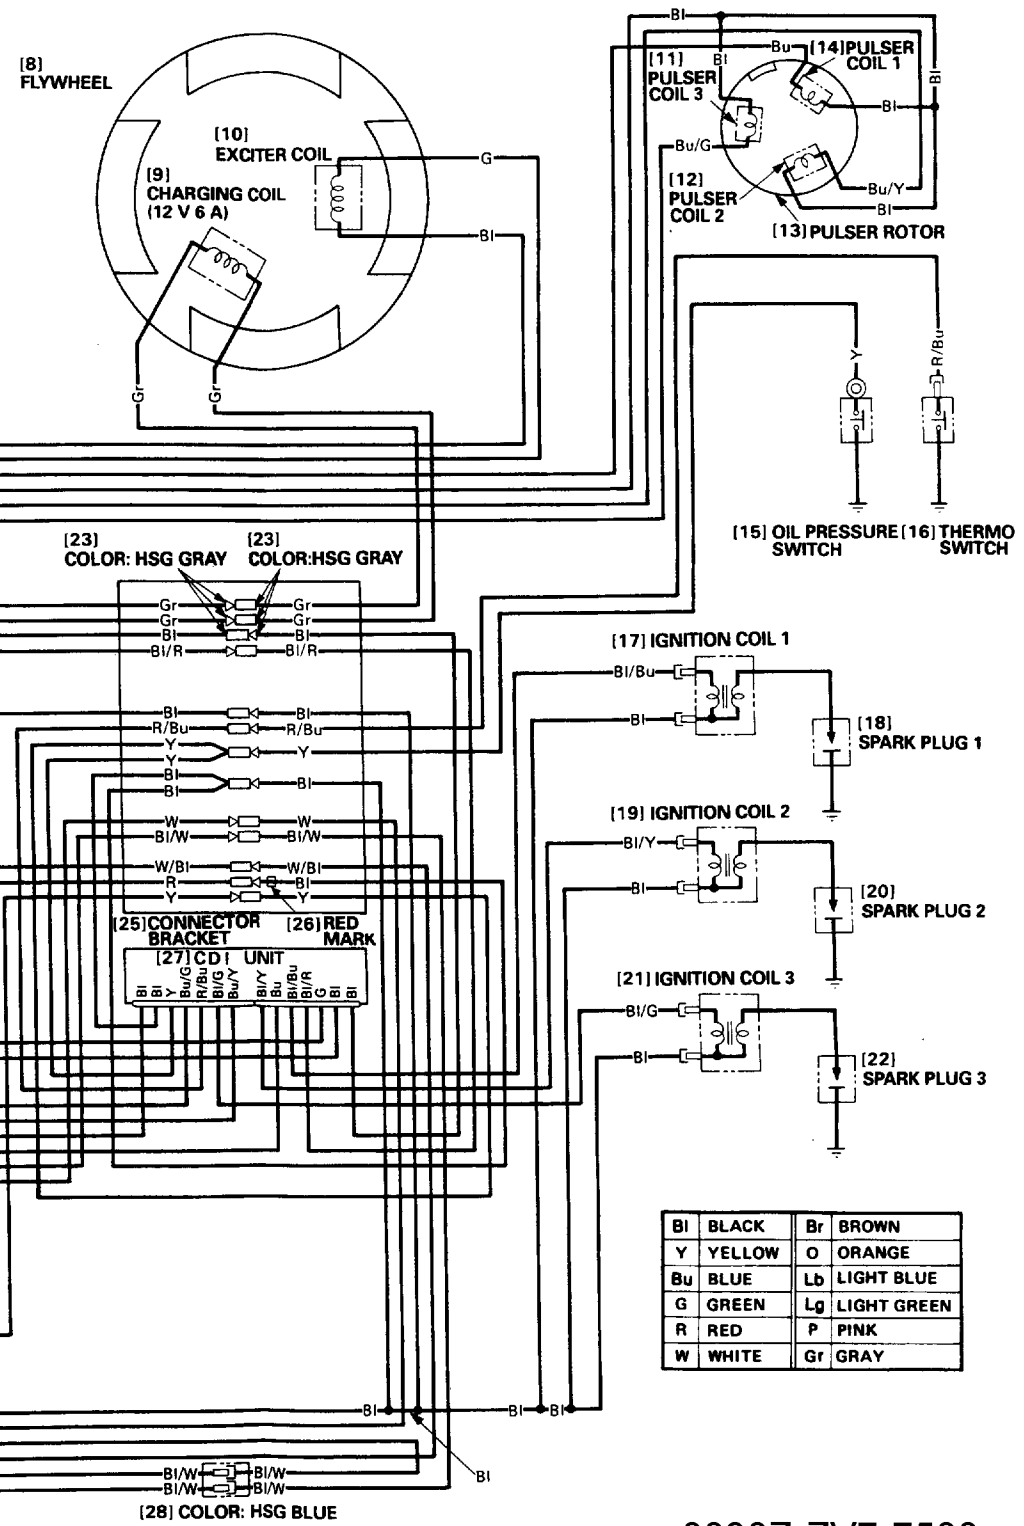 [8]
FLYWHEEL
[10]
EXCITER COIL
[9]
CHARGING COIL
(12 V 6 A)
G
Bl
Gr
Gr
Bl
[11]
PULSER
COIL 3
Bu
[14] PULSER
COIL 1
Bl
Bl
Bl
Bu/G
[12]
PULSER
COIL 2
Bu/Y
Bl
[13] PULSER ROTOR
Y
R/Bu
[15] OIL PRESSURE
SWITCH
[16] THERMO
SWITCH
[23]
COLOR: HSG GRAY
[23]
COLOR:HSG GRAY
Gr Gr
Gr Gr
Bl Bl
Bl/R Bl/R
Bl Bl
R/Bu R/Bu
Y
Y Y
Bl
Bl Bl
W W
Bl/W Bl/W
W/Bl W/Bl
R Bl
Y Y
[25] CONNECTOR
BRACKET
[26] RED
MARK
[27] CDI UNIT
Bl Bl Y Bu/G R/Bu Bl/G Bu/Y Bl/Y Bu Bl/Bu Bl/R G Bl Bl
[17] IGNITION COIL 1
Bl/Bu
Bl
[18]
SPARK PLUG 1
[19] IGNITION COIL 2
Bl/Y
Bl
[20]
SPARK PLUG 2
[21] IGNITION COIL 3
Bl/G
Bl
[22]
SPARK PLUG 3
Bl BLACK Br BROWN
Y YELLOW O ORANGE
Bu BLUE Lb LIGHT BLUE
G GREEN Lg LIGHT GREEN
R RED P PINK
W WHITE Gr GRAY
Bl Bl Bl
Bl
Bl/W Bl/W
Bl/W Bl/W
[28] COLOR: HSG BLUE